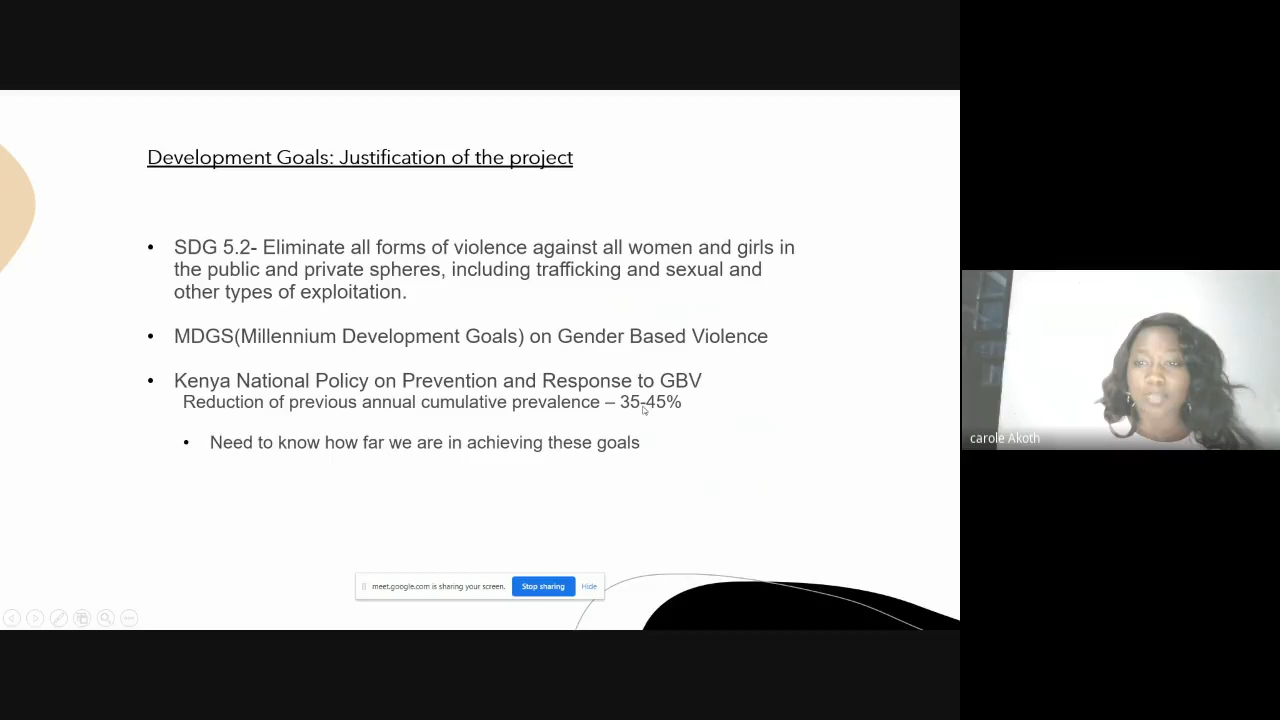 Development Goals: Justification of the project
• SDG 5.2- Eliminate all forms of violence against all women and girls in
the public and private spheres, including trafficking and sexual and
other types of exploitation.
• MDGS(Millennium Development Goals) on Gender Based Violence
• Kenya National Policy on Prevention and Response to GBV
Reduction of previous annual cumulative prevalence – 35-45%
• Need to know how far we are in achieving these goals
meet.google.com is sharing your screen. Stop sharing Hide
carole Akoth